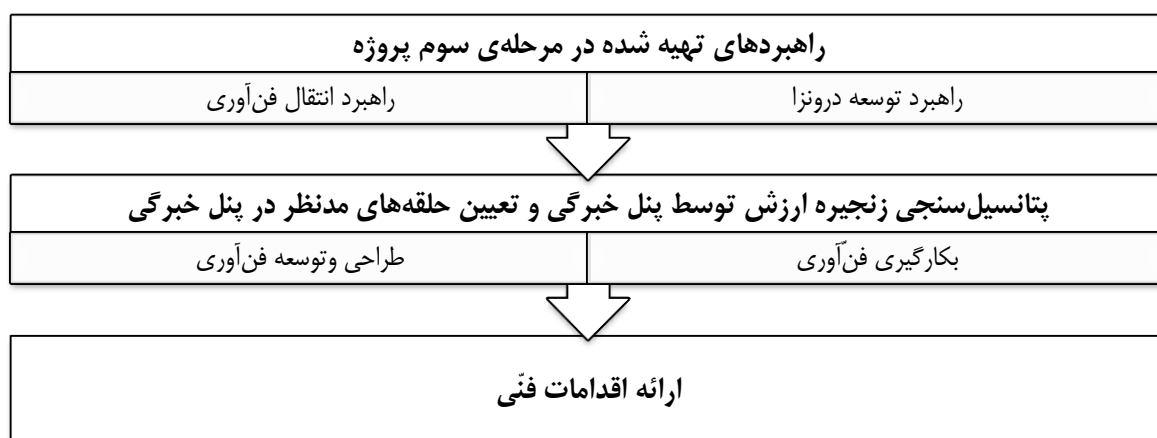 راهبردهای تهیه شده در مرحله‌ی سوم پروژه
راهبرد توسعه درونزا
راهبرد انتقال فن‌آوری
پتانسیل‌سنجی زنجیره ارزش توسط پنل خبرگی و تعیین حلقه‌های مدنظر در پنل خبرگی
بکارگیری فنّ‌آوری
طراحی وتوسعه فن‌آوری
ارائه اقدامات فنّی